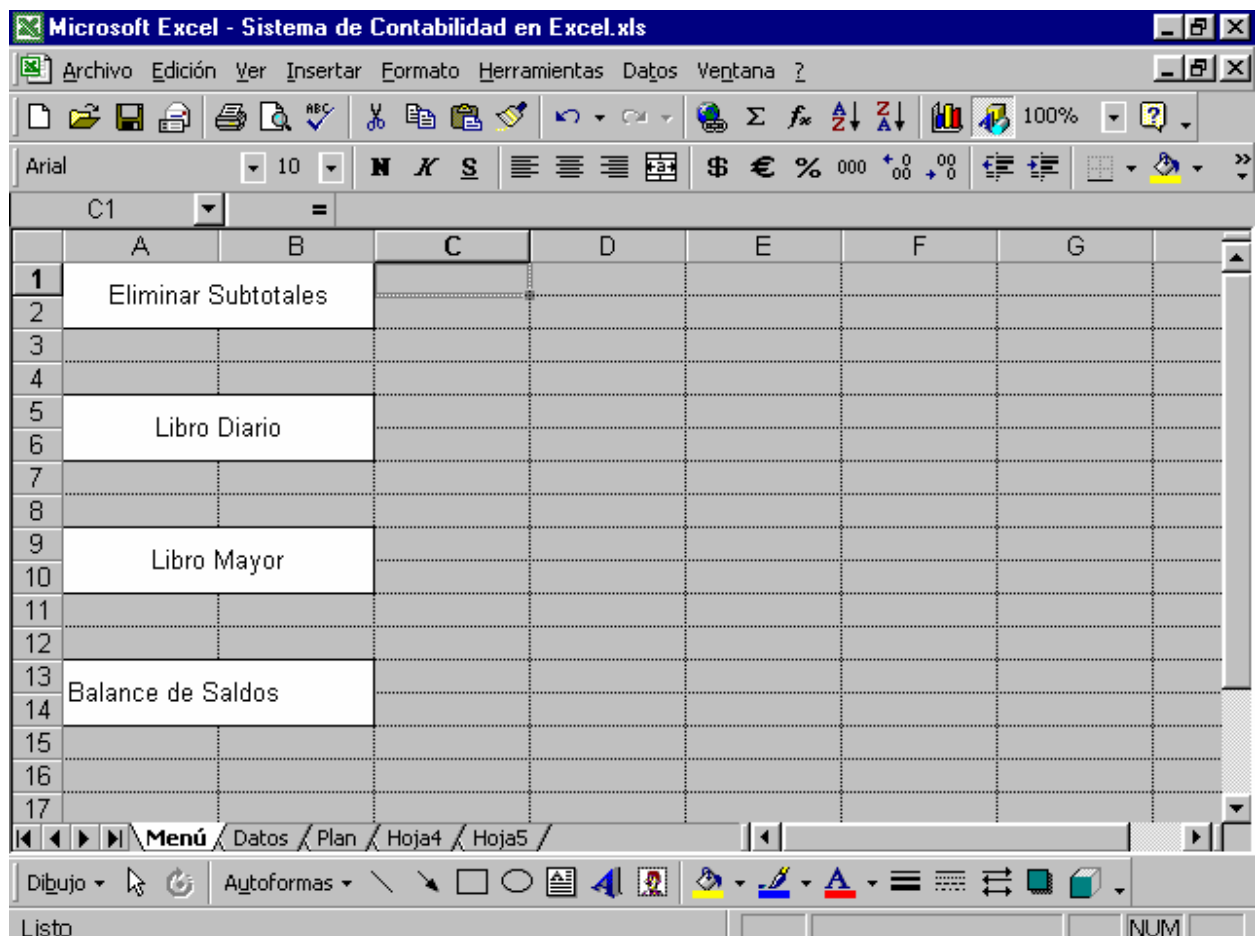 Microsoft Excel - Sistema de Contabilidad en Excel.xls
Archivo Edición Ver Insertar Formato Herramientas Datos Ventana ?
ABC Σ fx A Z Z A 100% ?
Arial 10 N K S a $ € % 000
C1 =
A B C D E F G
1 Eliminar Subtotales
2
3
4
5 Libro Diario
6
7
8
9 Libro Mayor
10
11
12
13 Balance de Saldos
14
15
16
17
Menú Datos Plan Hoja4 Hoja5
Dibujo Autoformas A A
Listo NUM